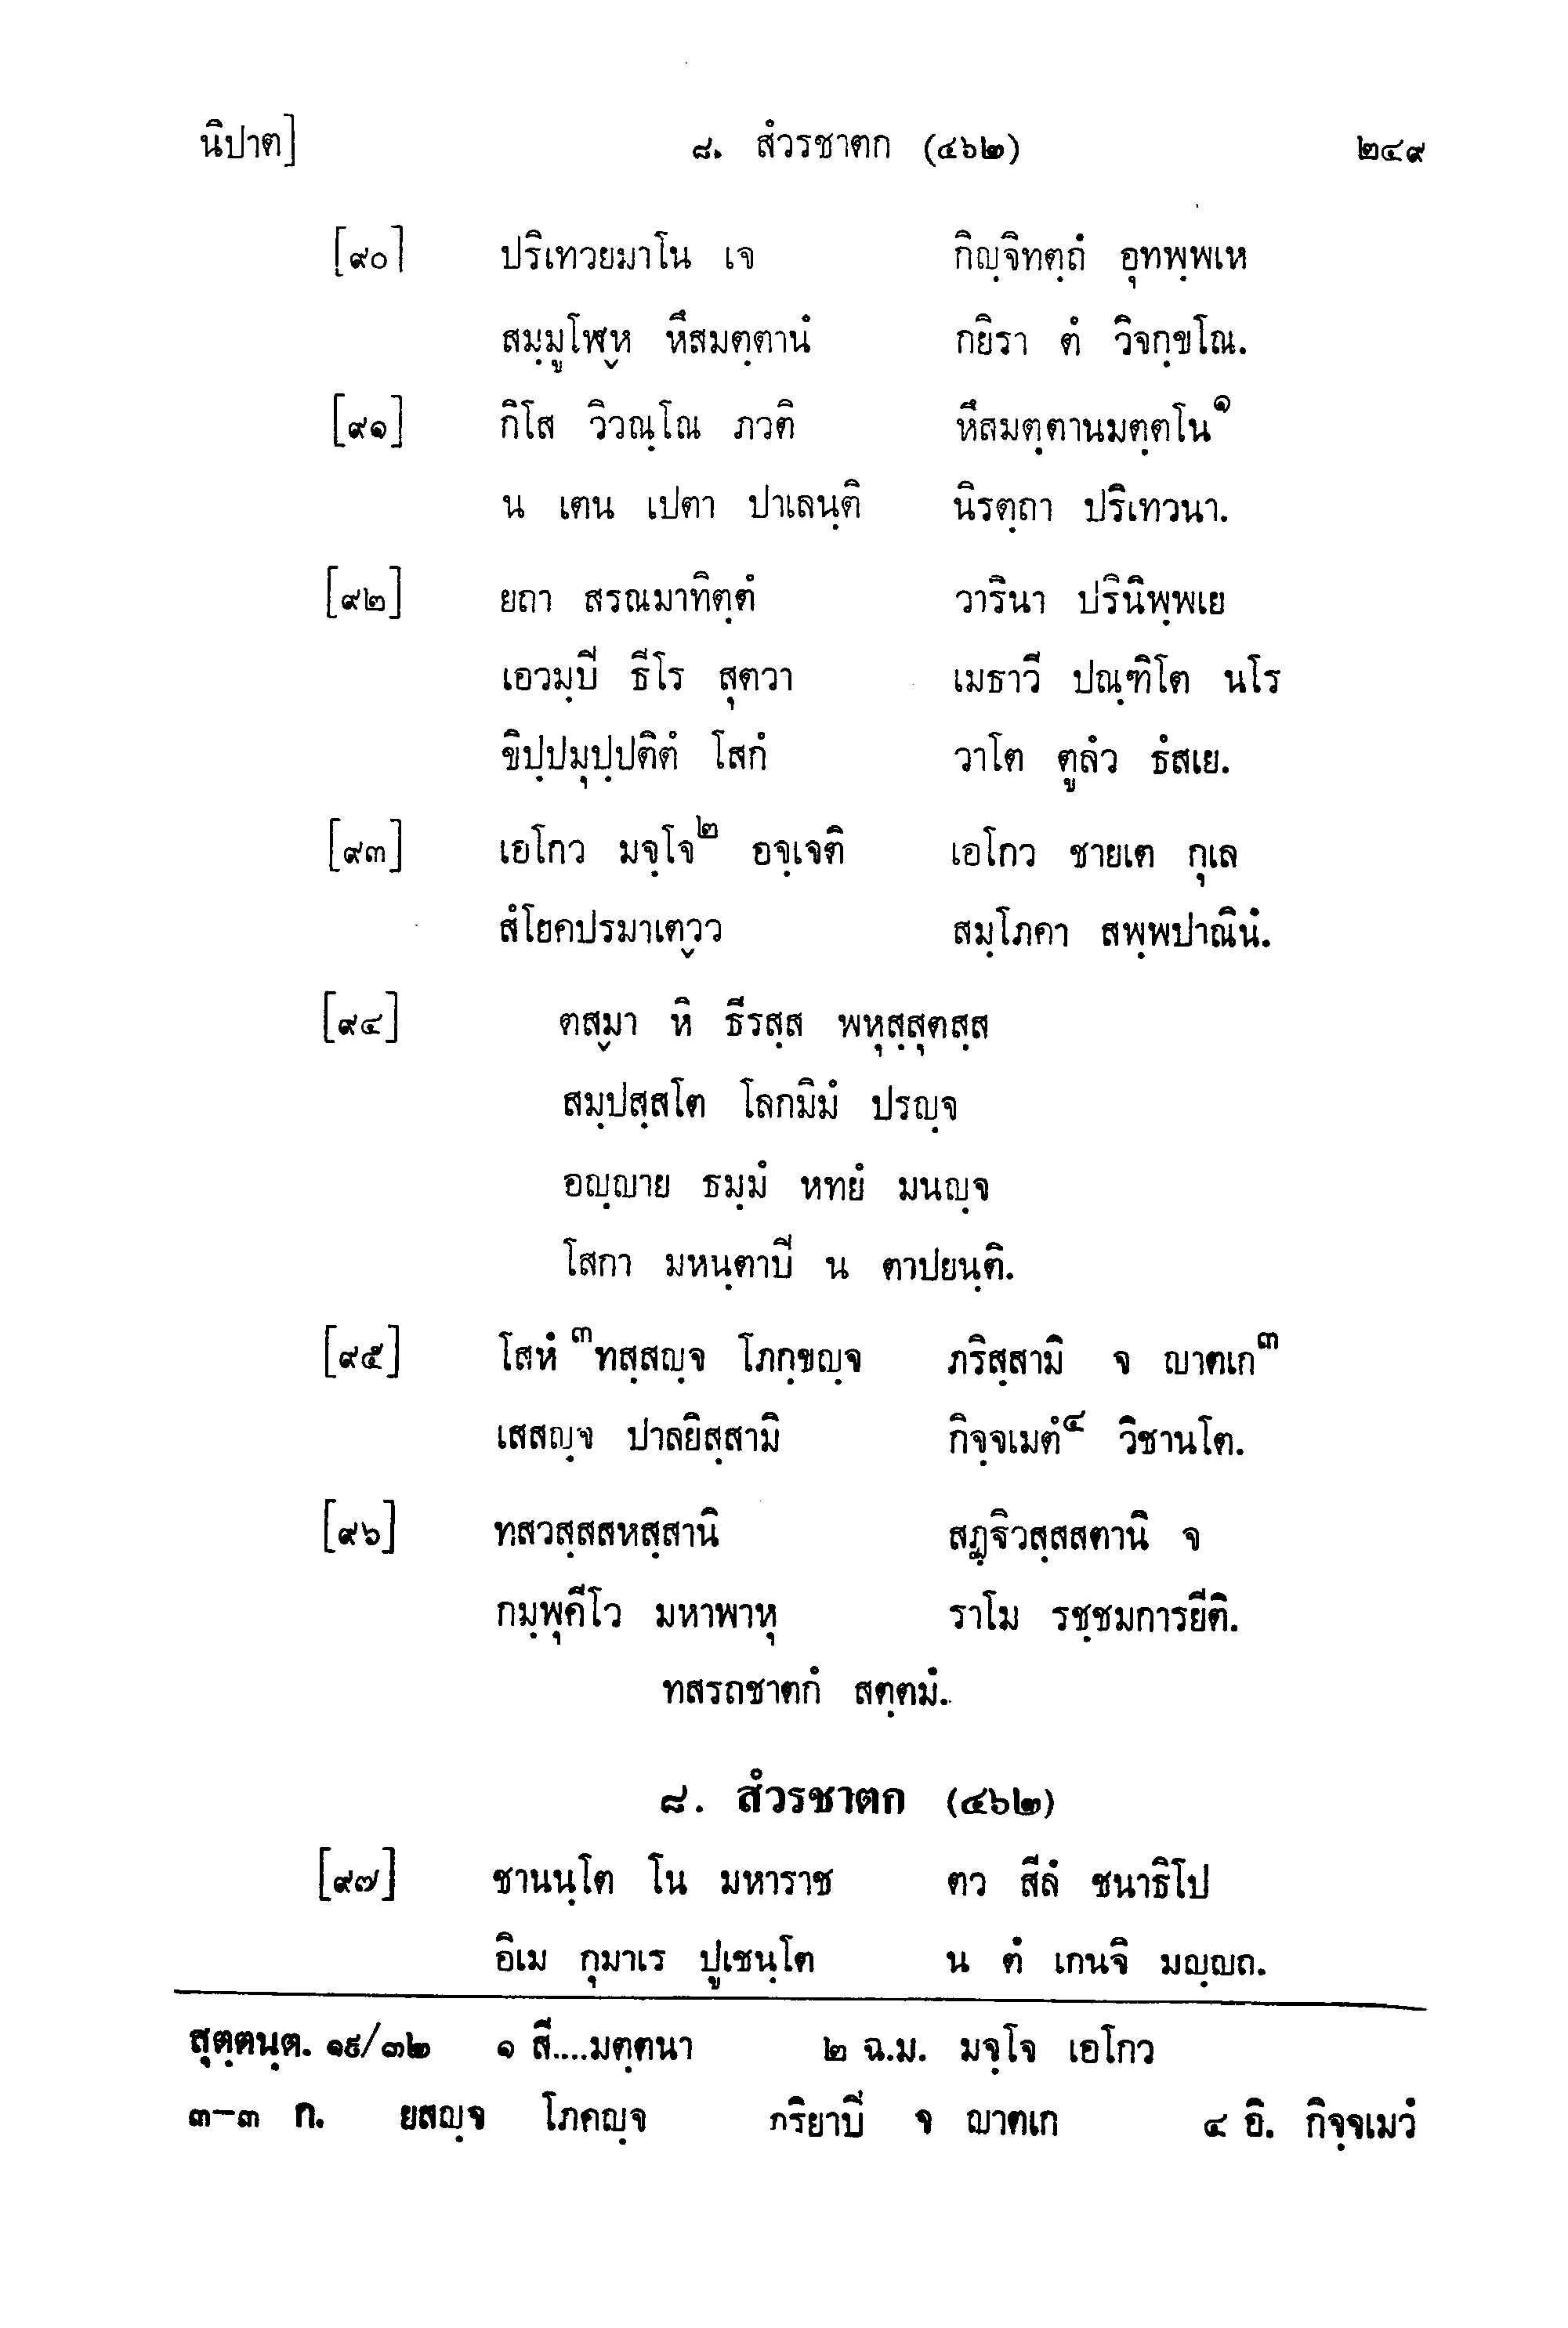 นิปาต] ๘. สํวรชาตก (๔๖๒) ๒๔๙
[๙๐] ปริเทวยมาโน เจ กิญฺจิทตฺถํ อุทพฺพเห
สมฺมูโฬฺห หึสมตฺตานํ กยิรา ตํ วิจกฺขโณ.
[๙๑] กิโส วิวณฺโณ ภวติ หึสมตฺตานมตฺตโน๑
น เตน เปตา ปาเลนฺติ นิรตฺถา ปริเทวนา.
[๙๒] ยถา สรณมาทิตฺตํ วารินา ปรินิพฺพเย
เอวมฺปิ ธีโร สุตวา เมธาวี ปณฺฑิโต นโร
ขิปฺปมุปฺปติตํ โสกํ วาโต ตูลํว ธํสเย.
[๙๓] เอโกว มจฺโจ๒ อจฺเจติ เอโกว ชายเต กุเล
สํโยคปรมาเตฺวว สมฺโภคา สพฺพปาณินํ.
[๙๔] ตสฺมา หิ ธีรสฺส พหุสฺสุตสฺส
สมฺปสฺสโต โลกมิมํ ปรญฺจ
อญฺญาย ธมฺมํ หทยํ มนญฺจ
โสกา มหนฺตาปิ น ตาปยนฺติ.
[๙๕] โสหํ ๓ทสฺสญฺจ โภกฺขญฺจ ภริสฺสามิ จ ญาตเก๓
เสสญฺจ ปาลยิสฺสามิ กิจฺจเมตํ๔ วิชานโต.
[๙๖] ทสวสฺสสหสฺสานิ สฏฺฐิวสฺสสตานิ จ
กมฺพุคีโว มหาพาหุ ราโม รชฺชมการยีติ.
ทสรถชาตกํ สตฺตมํ.
๘. สํวรชาตก (๔๖๒)
[๙๗] ชานนฺโต โน มหาราช ตว สีลํ ชนาธิโป
อิเม กุมาเร ปูเชนฺโต น ตํ เกนจิ มญฺญถ.
สุตฺตนฺต. ๑๙/๓๒ ๑ สี....มตฺตนา ๒ ฉ.ม. มจฺโจ เอโกว
๓-๓ ก. ยสญฺจ โภคญฺจ ภริยาปิ จ ญาตเก ๔ อิ. กิจฺจเมวํ